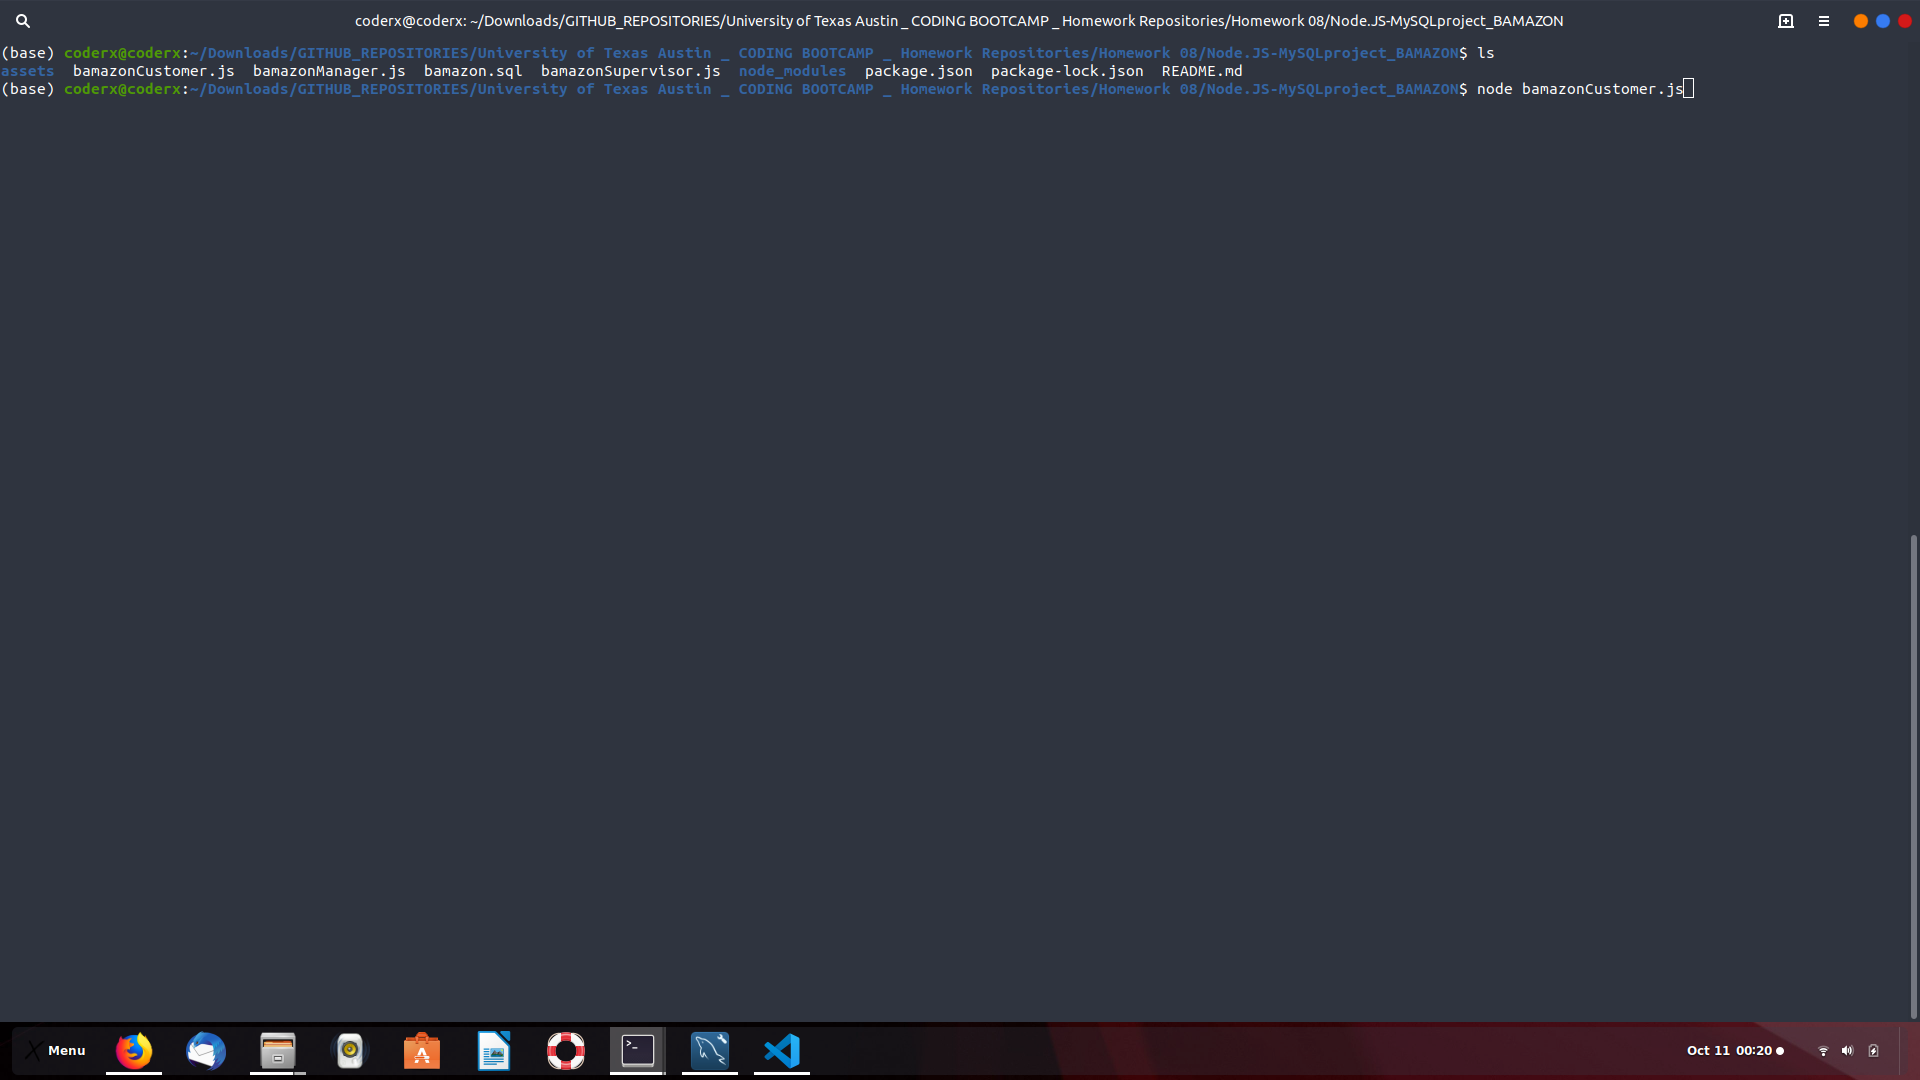 coderx@coderx: ~/Downloads/GITHUB_REPOSITORIES/University of Texas Austin _ CODING BOOTCAMP _ Homework Repositories/Homework 08/Node.JS-MySQLproject_BAMAZON
(base) coderx@coderx:~/Downloads/GITHUB_REPOSITORIES/University of Texas Austin _ CODING BOOTCAMP _ Homework Repositories/Homework 08/Node.JS-MySQLproject_BAMAZON$ ls
assets  bamazonCustomer.js  bamazonManager.js  bamazon.sql  bamazonSupervisor.js  node_modules  package.json  package-lock.json  README.md
(base) coderx@coderx:~/Downloads/GITHUB_REPOSITORIES/University of Texas Austin _ CODING BOOTCAMP _ Homework Repositories/Homework 08/Node.JS-MySQLproject_BAMAZON$ node bamazonCustomer.js
Menu
Oct 11 00:20